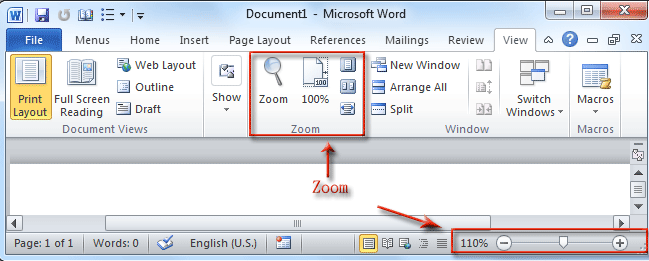 Document1 - Microsoft Word
File Menus Home Insert Page Layout References Mailings Review View
Print Layout
Full Screen Reading
Web Layout
Outline
Draft
Document Views
Show
Zoom
100%
100
Zoom
New Window
Arrange All
Split
Window
Switch Windows
Macros
Macros
Zoom
Page: 1 of 1 Words: 0 English (U.S.) 110%